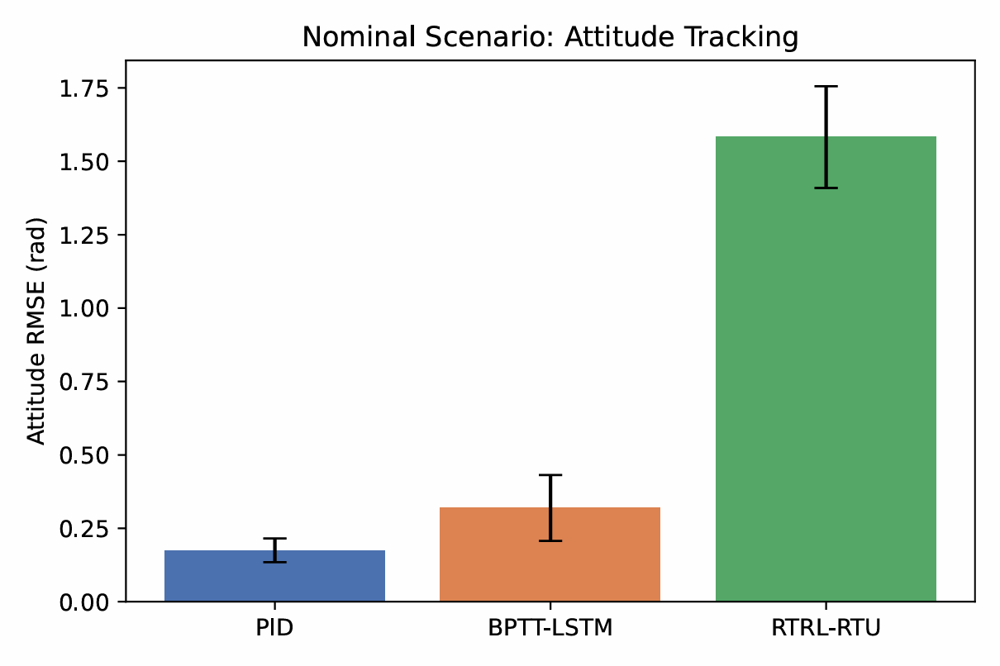 Nominal Scenario: Attitude Tracking
Attitude RMSE (rad)
1.75
1.50
1.25
1.00
0.75
0.50
0.25
0.00
PID
BPTT-LSTM
RTRL-RTU